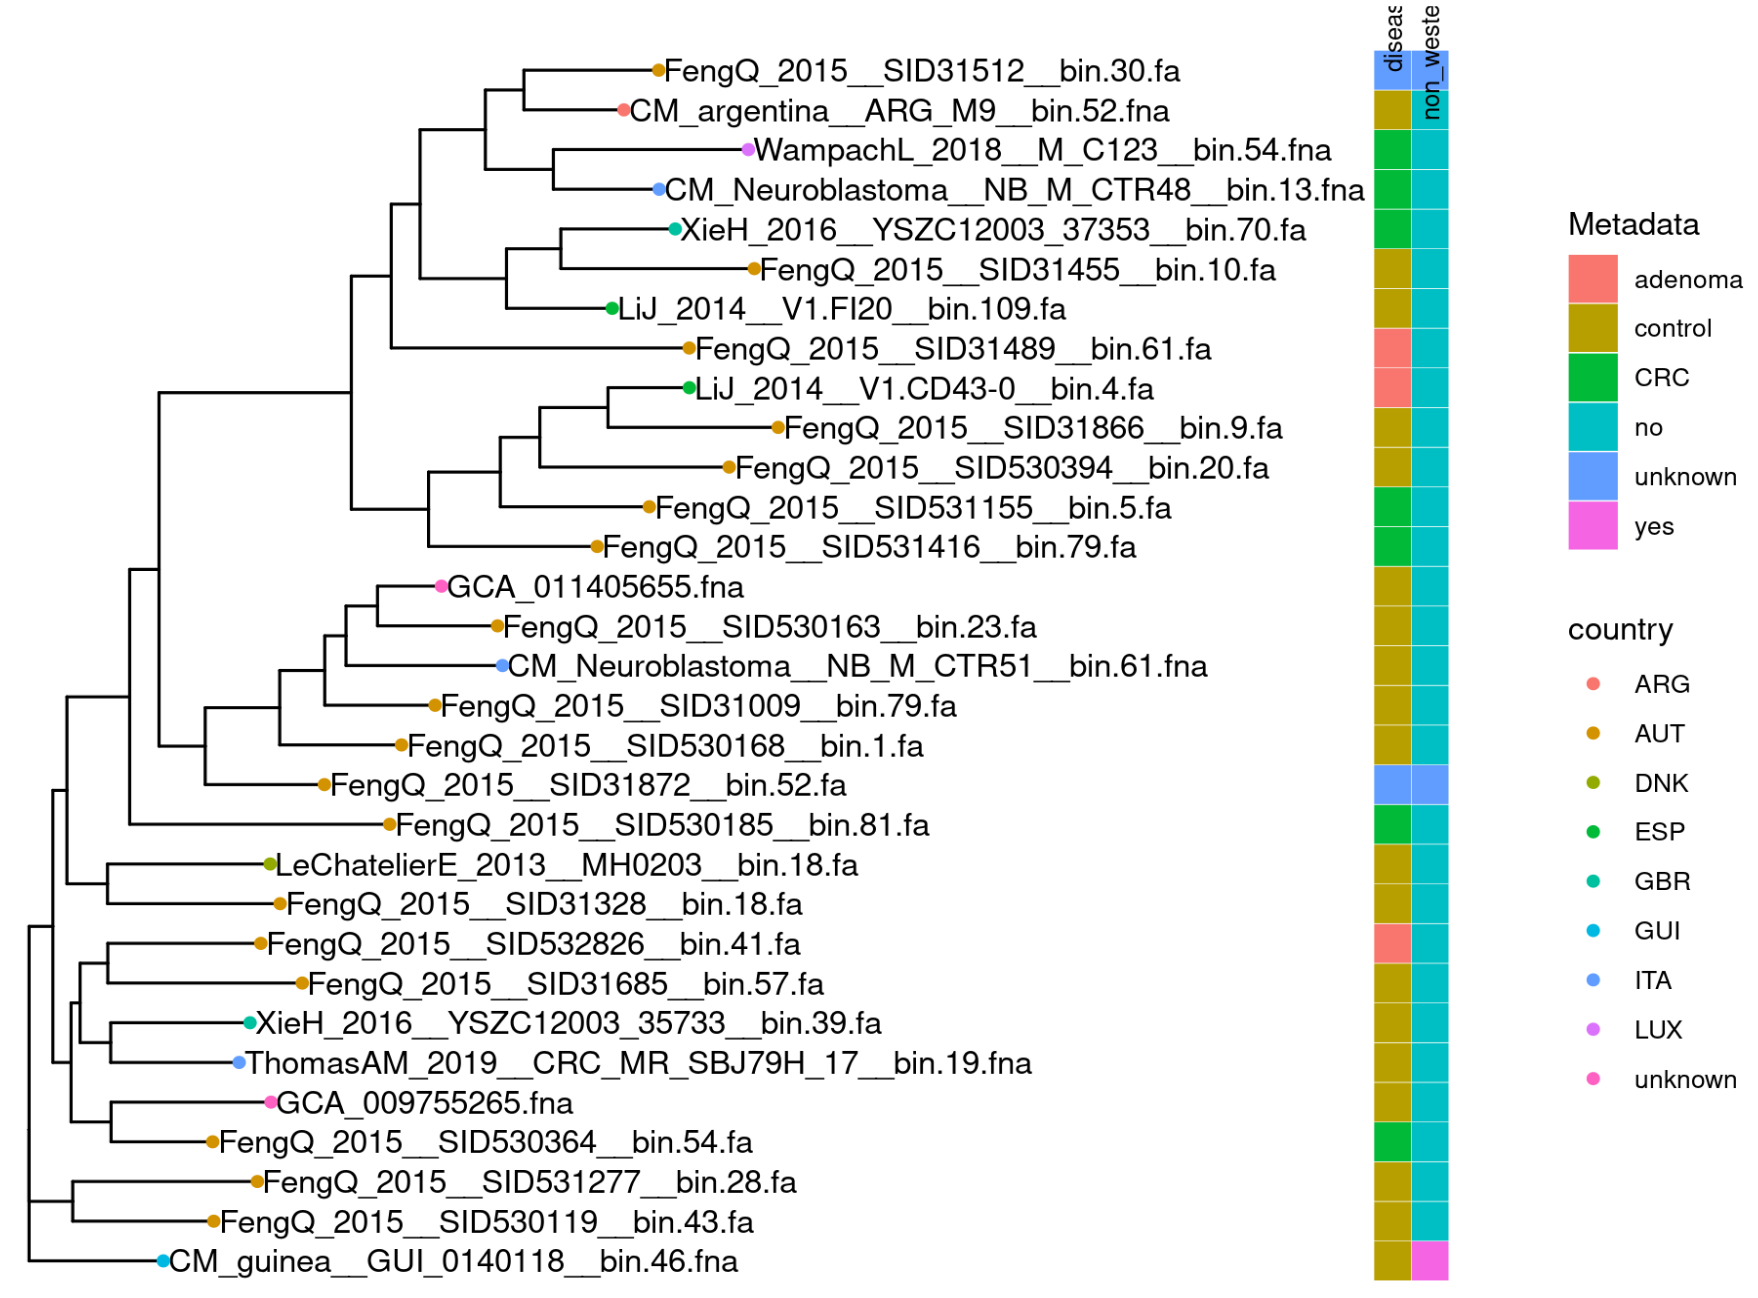 diseas
non_weste
FengQ_2015__SID31512__bin.30.fa
CM_argentina__ARG_M9__bin.52.fna
WampachL_2018__M_C123__bin.54.fna
CM_Neuroblastoma__NB_M_CTR48__bin.13.fna
XieH_2016__YSZC12003_37353__bin.70.fa
FengQ_2015__SID31455__bin.10.fa
LiJ_2014__V1.FI20__bin.109.fa
FengQ_2015__SID31489__bin.61.fa
LiJ_2014__V1.CD43-0__bin.4.fa
FengQ_2015__SID31866__bin.9.fa
FengQ_2015__SID530394__bin.20.fa
FengQ_2015__SID531155__bin.5.fa
FengQ_2015__SID531416__bin.79.fa
GCA_011405655.fna
FengQ_2015__SID530163__bin.23.fa
CM_Neuroblastoma__NB_M_CTR51__bin.61.fna
FengQ_2015__SID31009__bin.79.fa
FengQ_2015__SID530168__bin.1.fa
FengQ_2015__SID31872__bin.52.fa
FengQ_2015__SID530185__bin.81.fa
LeChatelierE_2013__MH0203__bin.18.fa
FengQ_2015__SID31328__bin.18.fa
FengQ_2015__SID532826__bin.41.fa
FengQ_2015__SID31685__bin.57.fa
XieH_2016__YSZC12003_35733__bin.39.fa
ThomasAM_2019__CRC_MR_SBJ79H_17__bin.19.fna
GCA_009755265.fna
FengQ_2015__SID530364__bin.54.fa
FengQ_2015__SID531277__bin.28.fa
FengQ_2015__SID530119__bin.43.fa
CM_guinea__GUI_0140118__bin.46.fna
Metadata
adenoma
control
CRC
no
unknown
yes
country
ARG
AUT
DNK
ESP
GBR
GUI
ITA
LUX
unknown